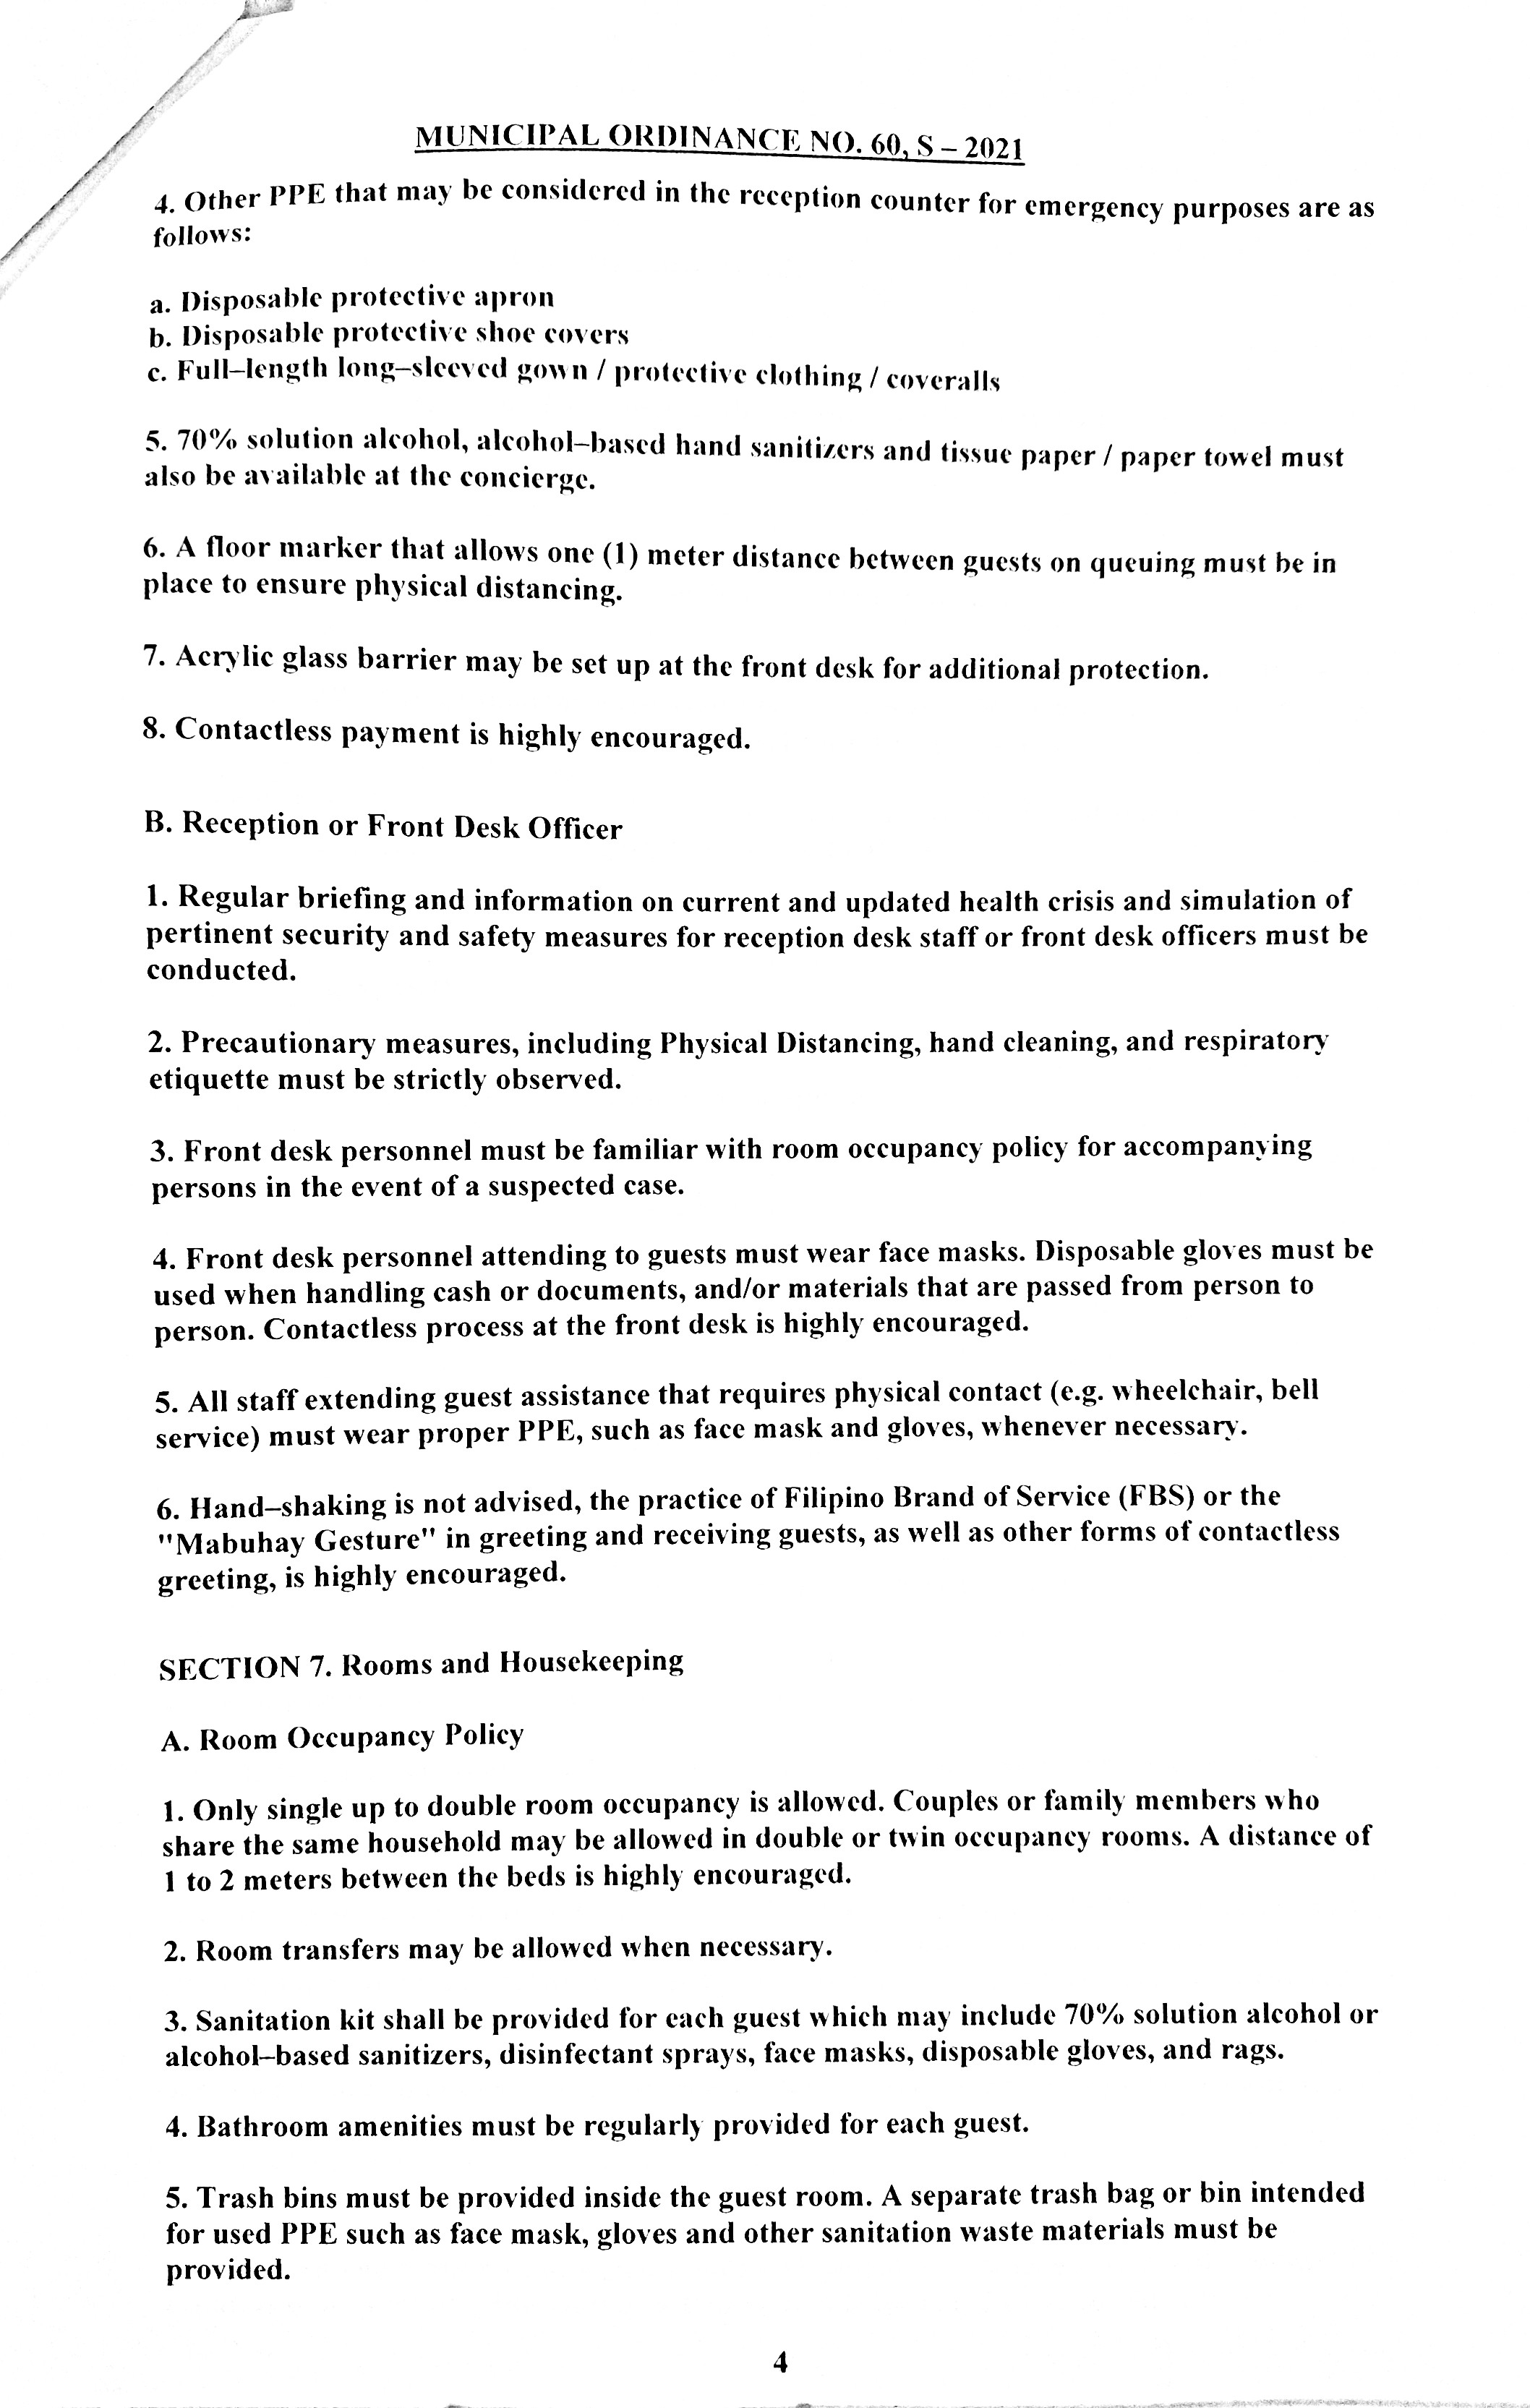 MUNICIPAL ORDINANCE NO. 60, S – 2021
4. Other PPE that may be considered in the reception counter for emergency purposes are as
follows:
a. Disposable protective apron
b. Disposable protective shoe covers
c. Full–length long–sleeved gown / protective clothing / coveralls
5. 70% solution alcohol, alcohol–based hand sanitizers and tissue paper / paper towel must
also be available at the concierge.
6. A floor marker that allows one (1) meter distance between guests on queuing must be in
place to ensure physical distancing.
7. Acrylic glass barrier may be set up at the front desk for additional protection.
8. Contactless payment is highly encouraged.
B. Reception or Front Desk Officer
1. Regular briefing and information on current and updated health crisis and simulation of
pertinent security and safety measures for reception desk staff or front desk officers must be
conducted.
2. Precautionary measures, including Physical Distancing, hand cleaning, and respiratory
etiquette must be strictly observed.
3. Front desk personnel must be familiar with room occupancy policy for accompanying
persons in the event of a suspected case.
4. Front desk personnel attending to guests must wear face masks. Disposable gloves must be
used when handling cash or documents, and/or materials that are passed from person to
person. Contactless process at the front desk is highly encouraged.
5. All staff extending guest assistance that requires physical contact (e.g. wheelchair, bell
service) must wear proper PPE, such as face mask and gloves, whenever necessary.
6. Hand–shaking is not advised, the practice of Filipino Brand of Service (FBS) or the
"Mabuhay Gesture" in greeting and receiving guests, as well as other forms of contactless
greeting, is highly encouraged.
SECTION 7. Rooms and Housekeeping
A. Room Occupancy Policy
1. Only single up to double room occupancy is allowed. Couples or family members who
share the same household may be allowed in double or twin occupancy rooms. A distance of
1 to 2 meters between the beds is highly encouraged.
2. Room transfers may be allowed when necessary.
3. Sanitation kit shall be provided for each guest which may include 70% solution alcohol or
alcohol–based sanitizers, disinfectant sprays, face masks, disposable gloves, and rags.
4. Bathroom amenities must be regularly provided for each guest.
5. Trash bins must be provided inside the guest room. A separate trash bag or bin intended
for used PPE such as face mask, gloves and other sanitation waste materials must be
provided.
4